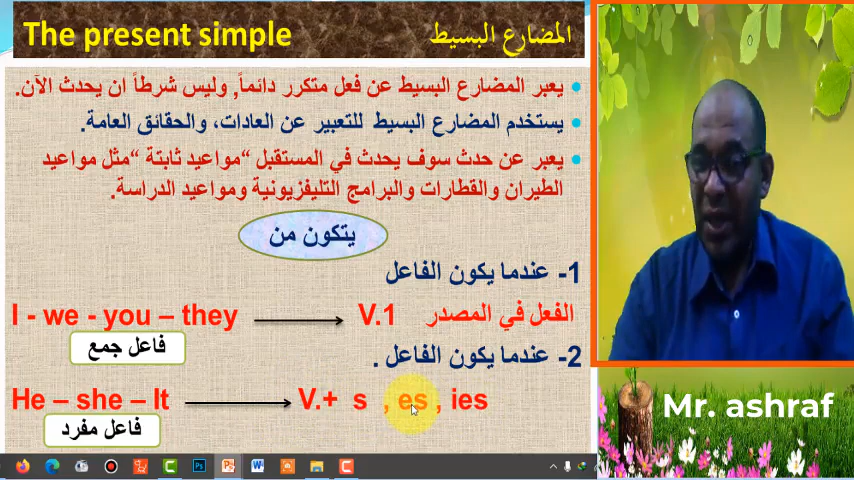 The present simple المضارع البسيط
يعبر المضارع البسيط عن فعل متكرر دائماً, وليس شرطاً ان يحدث الآن.
يستخدم المضارع البسيط للتعبير عن العادات، والحقائق العامة.
يعبر عن حدث سوف يحدث في المستقبل “مواعيد ثابتة “مثل مواعيد
الطيران والقطارات والبرامج التليفزيونية ومواعيد الدراسة.
يتكون من
1- عندما يكون الفاعل
I - we - you – they V.1 الفعل في المصدر
فاعل جمع
2- عندما يكون الفاعل .
He – she – It V.+ s , es , ies
فاعل مفرد
Mr. ashraf